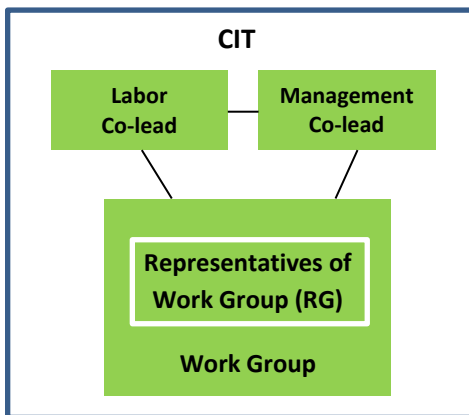 CIT
Labor
Co-lead
Management
Co-lead
Representatives of
Work Group (RG)
Work Group